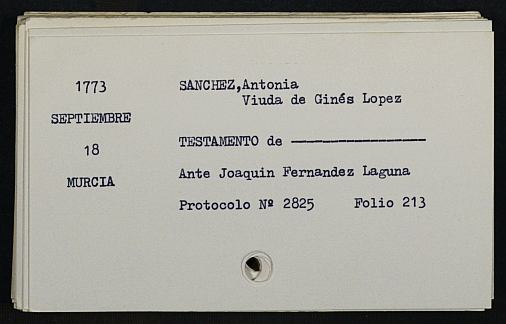 1773
SEPTIEMBRE
18
MURCIA
SANCHEZ,Antonia
Viuda de Ginés Lopez
TESTAMENTO de ————————
Ante Joaquin Fernandez Laguna
Protocolo Nº 2825 Folio 213